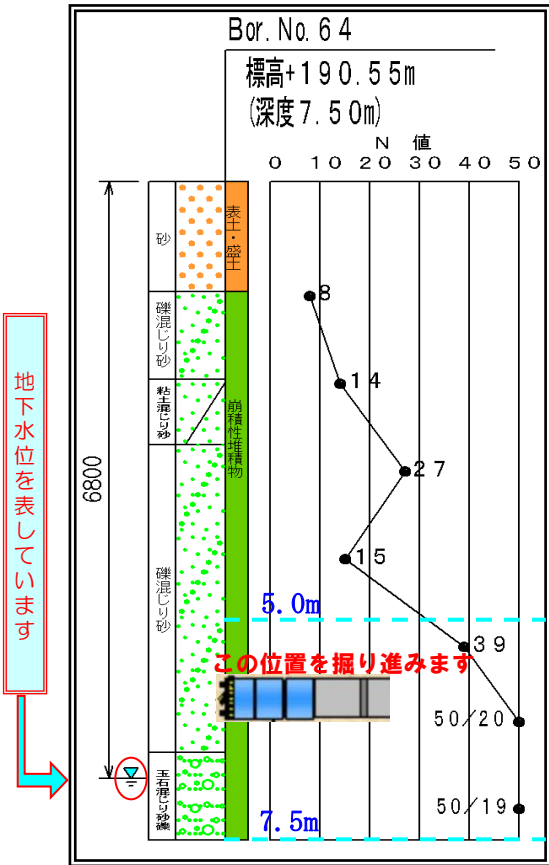 Bor. No. 64
標高+190.55m
(深度7.50m)
N 値
0 10 20 30 40 50
砂
表土・盛土
8
礫混じり砂
14
粘土混じり砂
崩積性堆積物
27
地下水位を表しています
6800
15
礫混じり砂
5.0m
39
この位置を掘り進みます
50/20
玉石混じり砂礫
50/19
7.5m